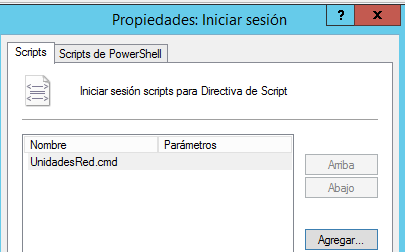 Propiedades: Iniciar sesión
? x
Scripts Scripts de PowerShell
Iniciar sesión scripts para Directiva de Script
Nombre Parámetros
UnidadesRed.cmd
Arriba
Abajo
Agregar...